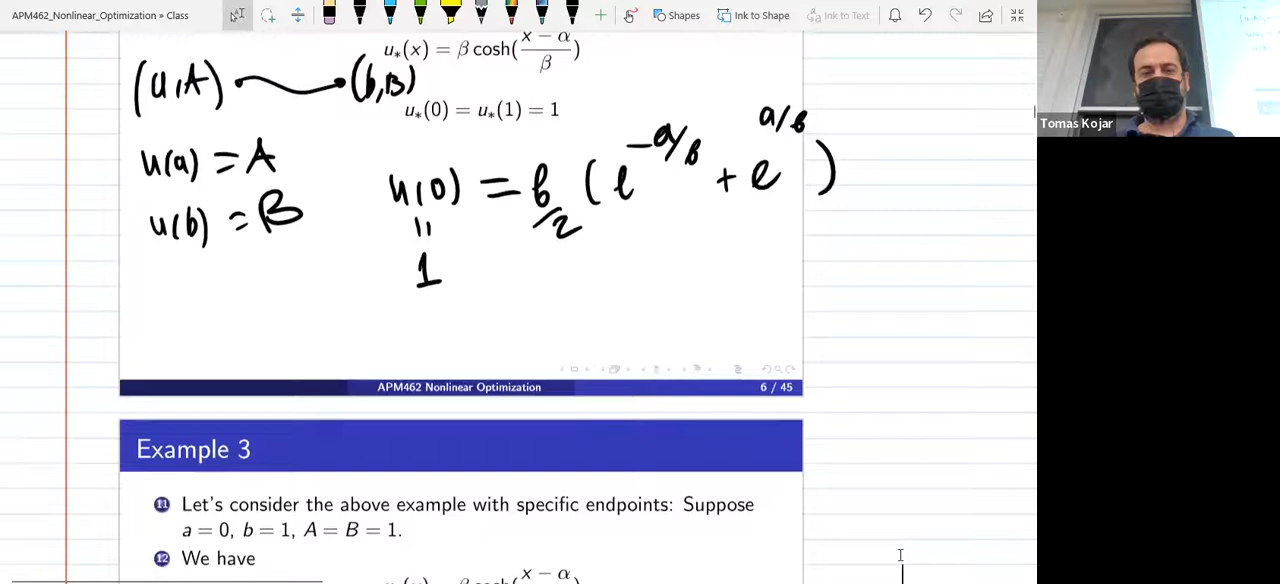 APM462_Nonlinear_Optimization » Class
Shapes
Ink to Shape
Ink to Text
Tomas Kojar
u*(x) = β cosh((x − α)/β)
(u,A) (b,B)
u*(0) = u*(1) = 1
u(a) = A
u(b) = B
u(0) = b/2 (e^{-a/b} + e^{a/b})
"
1
APM462 Nonlinear Optimization 6 / 45
Example 3
11 Let's consider the above example with specific endpoints: Suppose
a = 0, b = 1, A = B = 1.
12 We have
x − α